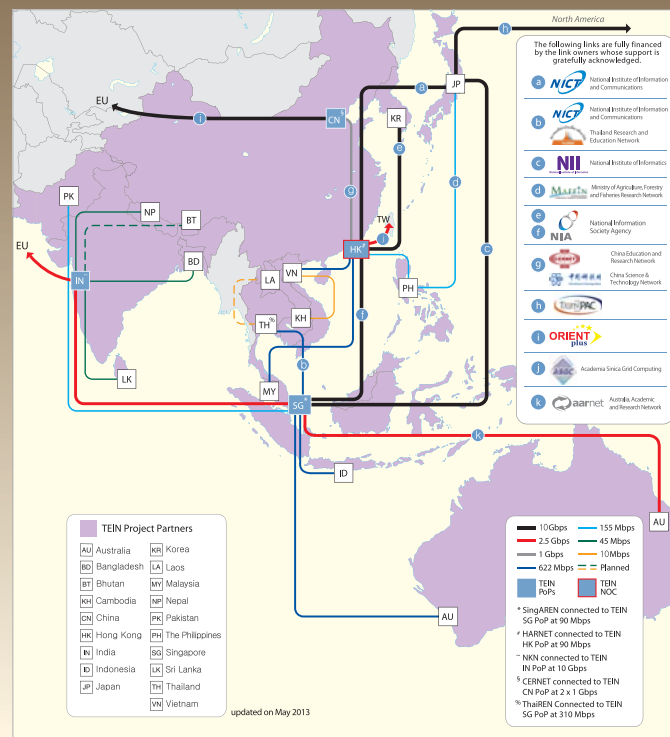 North America
h
The following links are fully financed
by the link owners whose support is
gratefully acknowledged.
a NICT National Institute of Information
and Communications
b NICT National Institute of Information
and Communications
Thailand Research and
Education Network
c NII National Institute of Informatics
d MAFFIN Ministry of Agriculture, Forestry
and Fisheries Research Network
e
f NIA National Information
Society Agency
g China Education and
Research Network
China Science &
Technology Network
h TransPAC
i ORIENT
plus
j ASGC Academia Sinica Grid Computing
k aarnet Australia, Academic
and Research Network
EU
i
CN §
a
JP
KR
e
g
d
c
PK
NP
BT
BD
EU
IN ~
LK
TW
j
HK #
PH
LA
VN
TH %
KH
f
b
MY
SG *
k
ID
AU
AU
TEIN Project Partners
AU Australia
BD Bangladesh
BT Bhutan
KH Cambodia
CN China
HK Hong Kong
IN India
ID Indonesia
JP Japan
KR Korea
LA Laos
MY Malaysia
NP Nepal
PK Pakistan
PH The Philippines
SG Singapore
LK Sri Lanka
TH Thailand
VN Vietnam
updated on May 2013
10Gbps
2.5 Gbps
1 Gbps
622 Mbps
155 Mbps
45 Mbps
10Mbps
Planned
TEIN TEIN
PoPs
TEIN TEIN
NOC
* SingAREN connected to TEIN
SG PoP at 90 Mbps
# HARNET connected to TEIN
HK PoP at 90 Mbps
~ NKN connected to TEIN
IN PoP at 10 Gbps
§ CERNET connected to TEIN
CN PoP at 2 x 1 Gbps
% ThaiREN Connected to TEIN
SG PoP at 310 Mbps